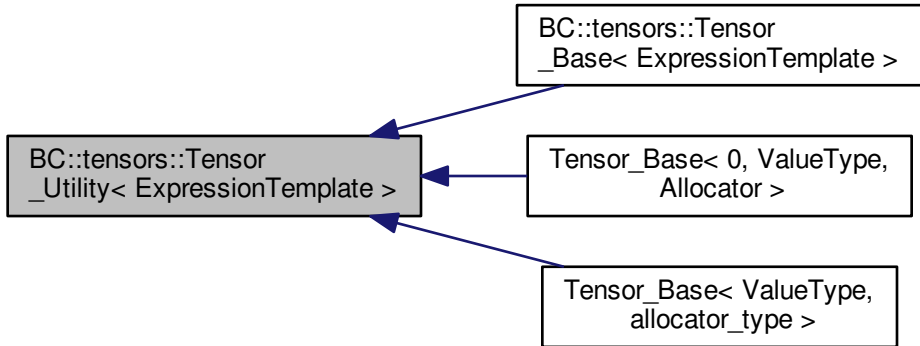 BC::tensors::Tensor
_Base< ExpressionTemplate >
BC::tensors::Tensor
_Utility< ExpressionTemplate >
Tensor_Base< 0, ValueType,
Allocator >
Tensor_Base< ValueType,
allocator_type >